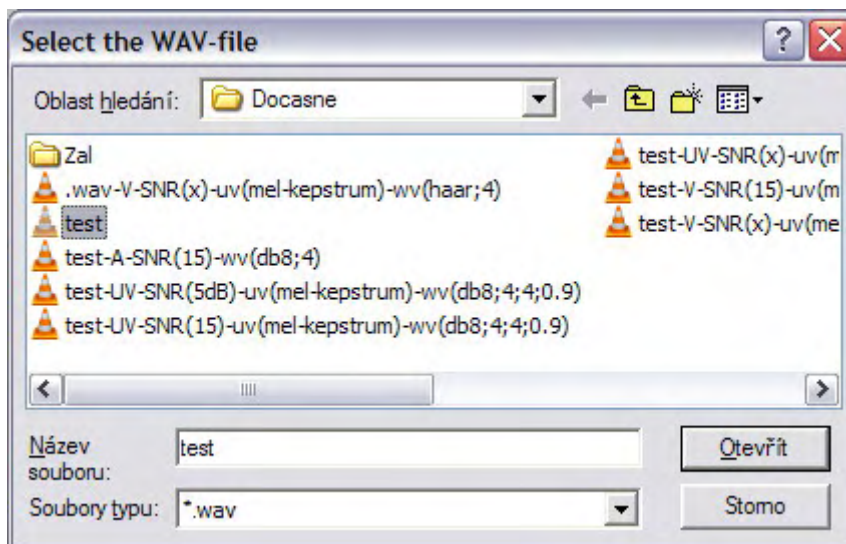 Select the WAV-file
Oblast hledání: Docasne
Zal
.wav-V-SNR(x)-uv(mel-kepstrum)-wv(haar;4)
test
test-A-SNR(15)-wv(db8;4)
test-UV-SNR(5dB)-uv(mel-kepstrum)-wv(db8;4;4;0.9)
test-UV-SNR(15)-uv(mel-kepstrum)-wv(db8;4;4;0.9)
test-UV-SNR(x)-uv(m
test-V-SNR(15)-uv(m
test-V-SNR(x)-uv(me
Název souboru: test
Otevřít
Soubory typu: *.wav
Storno